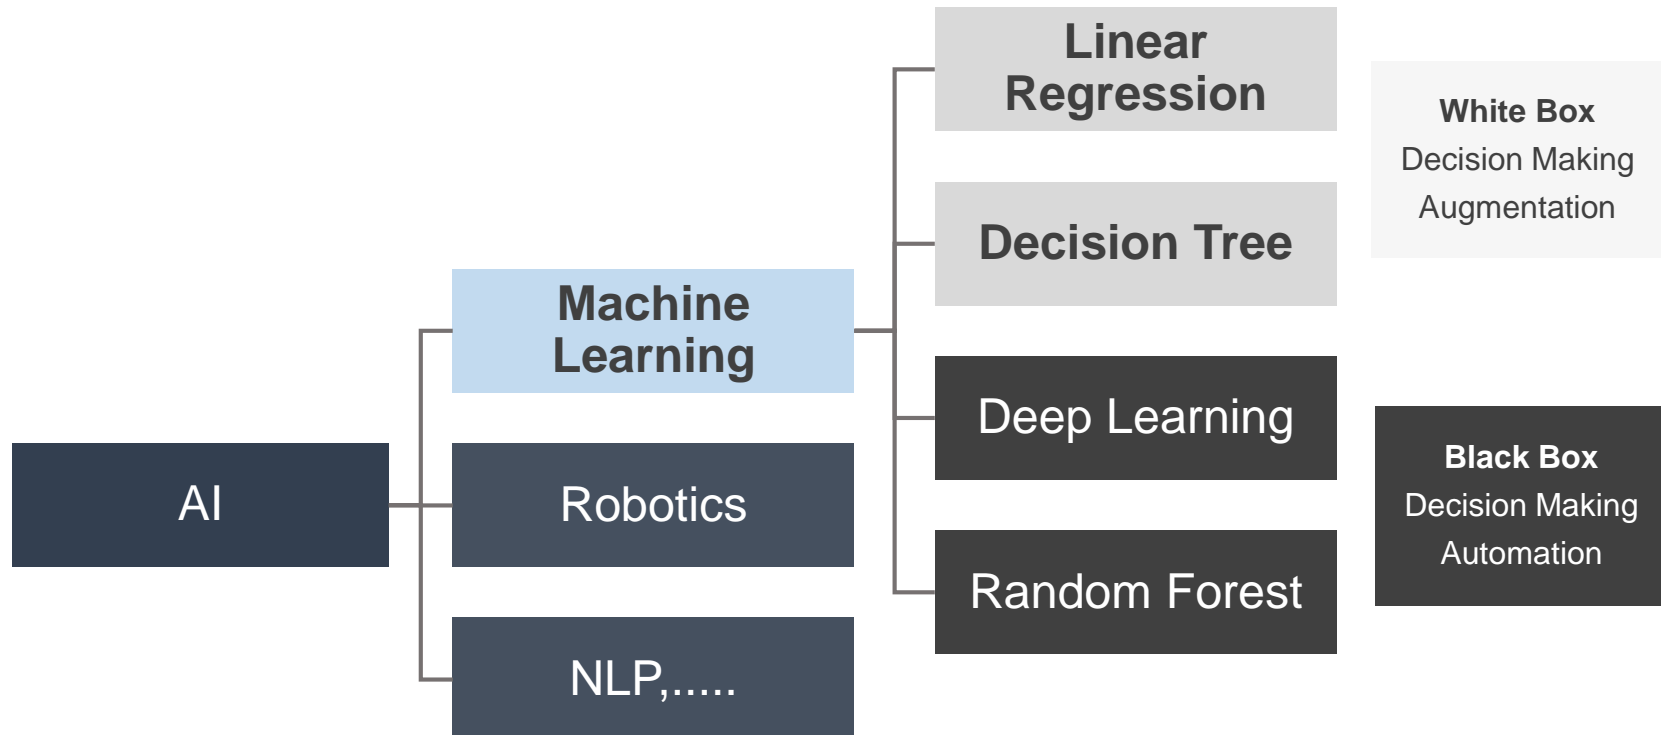 Linear
Regression
White Box
Decision Making
Augmentation
Decision Tree
Machine
Learning
Deep Learning
Black Box
Decision Making
Automation
AI
Robotics
Random Forest
NLP,.....